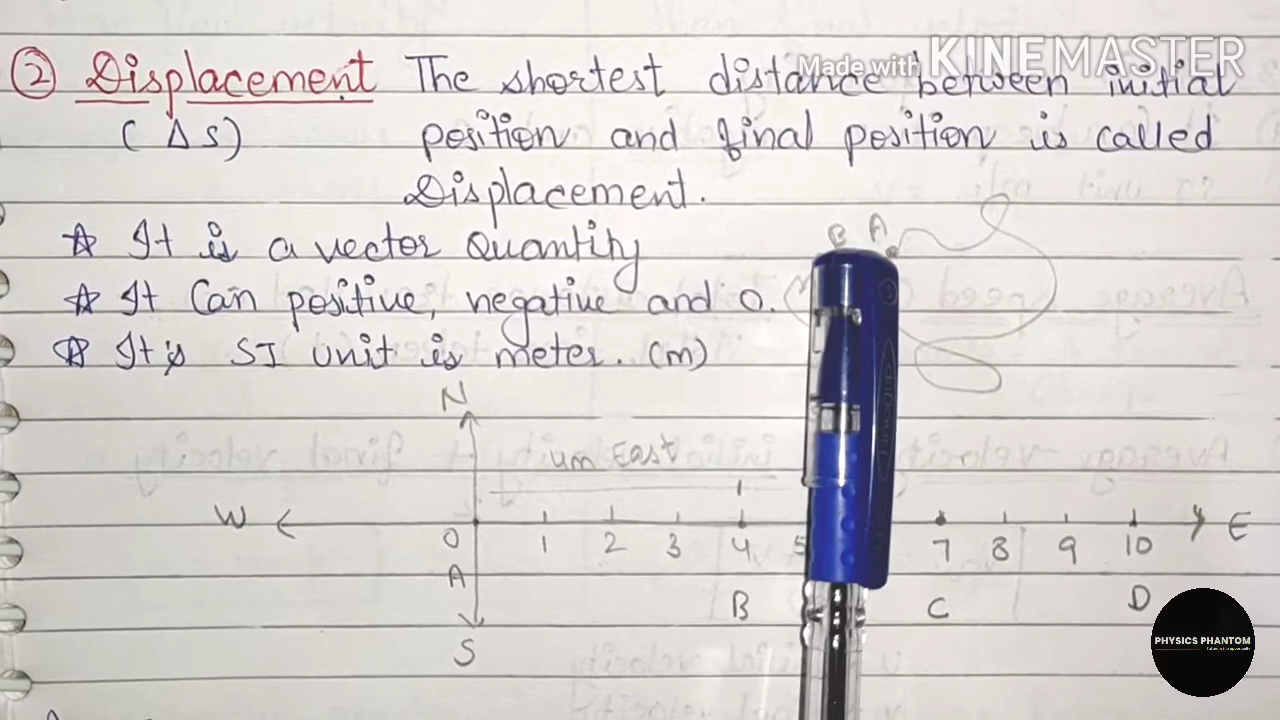 Made with KINEMASTER
② Displacement The shortest distance between initial
(Δs) position and final position is called
Displacement.
☆ It is a vector Quantity
B A
☆ It Can positive, negative and 0.
☆ It's SI unit is meter. (m)
N
4m East
W E
0 1 2 3 4 5 7 8 9 10
A B C D
S
PHYSICS PHANTOM